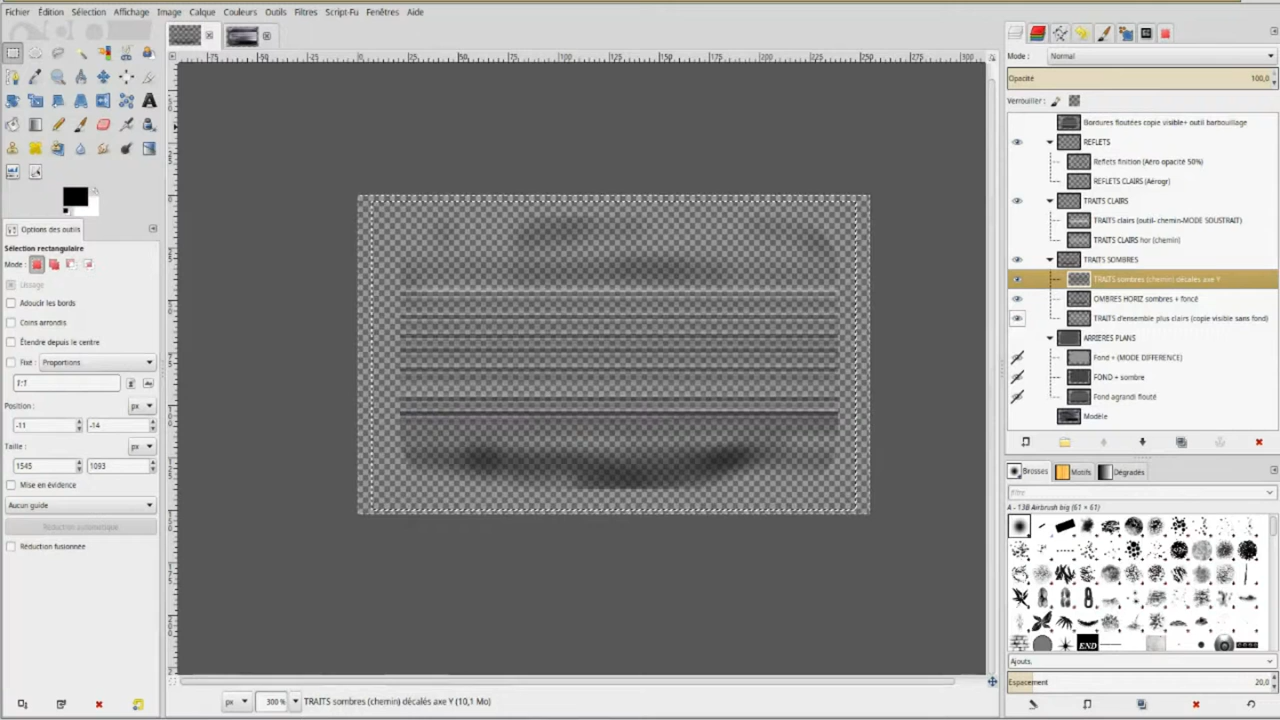 Fichier Édition Sélection Affichage Image Calque Couleurs Outils Filtres Script-Fu Fenêtres Aide
Mode : Normal
Opacité 100,0
Verrouiller :
Bordures floutées copie visible+ outil barbouillage
REFLETS
Reflets finition (Aéro opacité 50%)
REFLETS CLAIRS (Aérogr)
TRAITS CLAIRS
TRAITS clairs (outil- chemin-MODE SOUSTRAIT)
TRAITS CLAIRS hor (chemin)
TRAITS SOMBRES
TRAITS sombres (chemin) décalés axe Y
OMBRES HORIZ sombres + foncé
TRAITS d'ensemble plus clairs (copie visible sans fond)
ARRIERES PLANS
Fond + (MODE DIFFERENCE)
FOND + sombre
Fond agrandi flouté
Modèle
Options des outils
Sélection rectangulaire
Mode :
Lissage
Adoucir les bords
Coins arrondis
Étendre depuis le centre
Fixé : Proportions
1:1
Position : px
-11 -14
Taille : px
1545 1093
Mise en évidence
Aucun guide
Réduction automatique
Réduction fusionnée
Brosses Motifs Dégradés
filtre
A - 13B Airbrush big (61 × 61)
END
Ajouts.
Espacement 20,0
px 300 % TRAITS sombres (chemin) décalés axe Y (10,1 Mo)